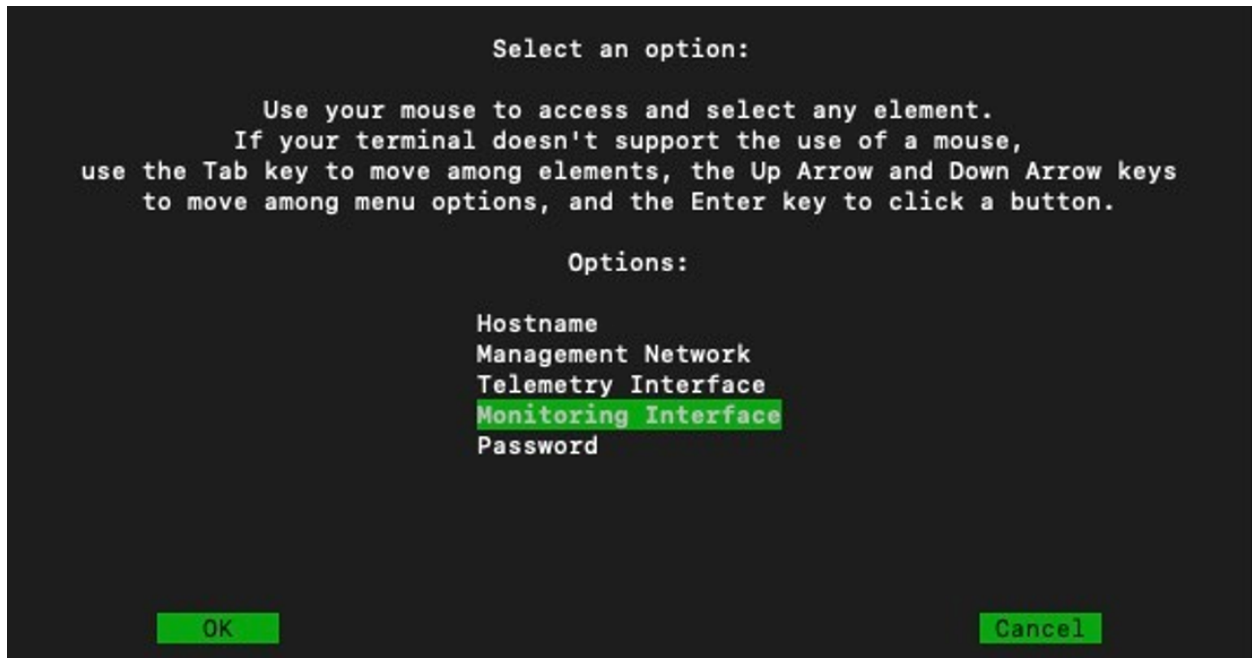 Select an option:
Use your mouse to access and select any element.
If your terminal doesn't support the use of a mouse,
use the Tab key to move among elements, the Up Arrow and Down Arrow keys
to move among menu options, and the Enter key to click a button.
Options:
Hostname
Management Network
Telemetry Interface
Monitoring Interface
Password
OK
Cancel